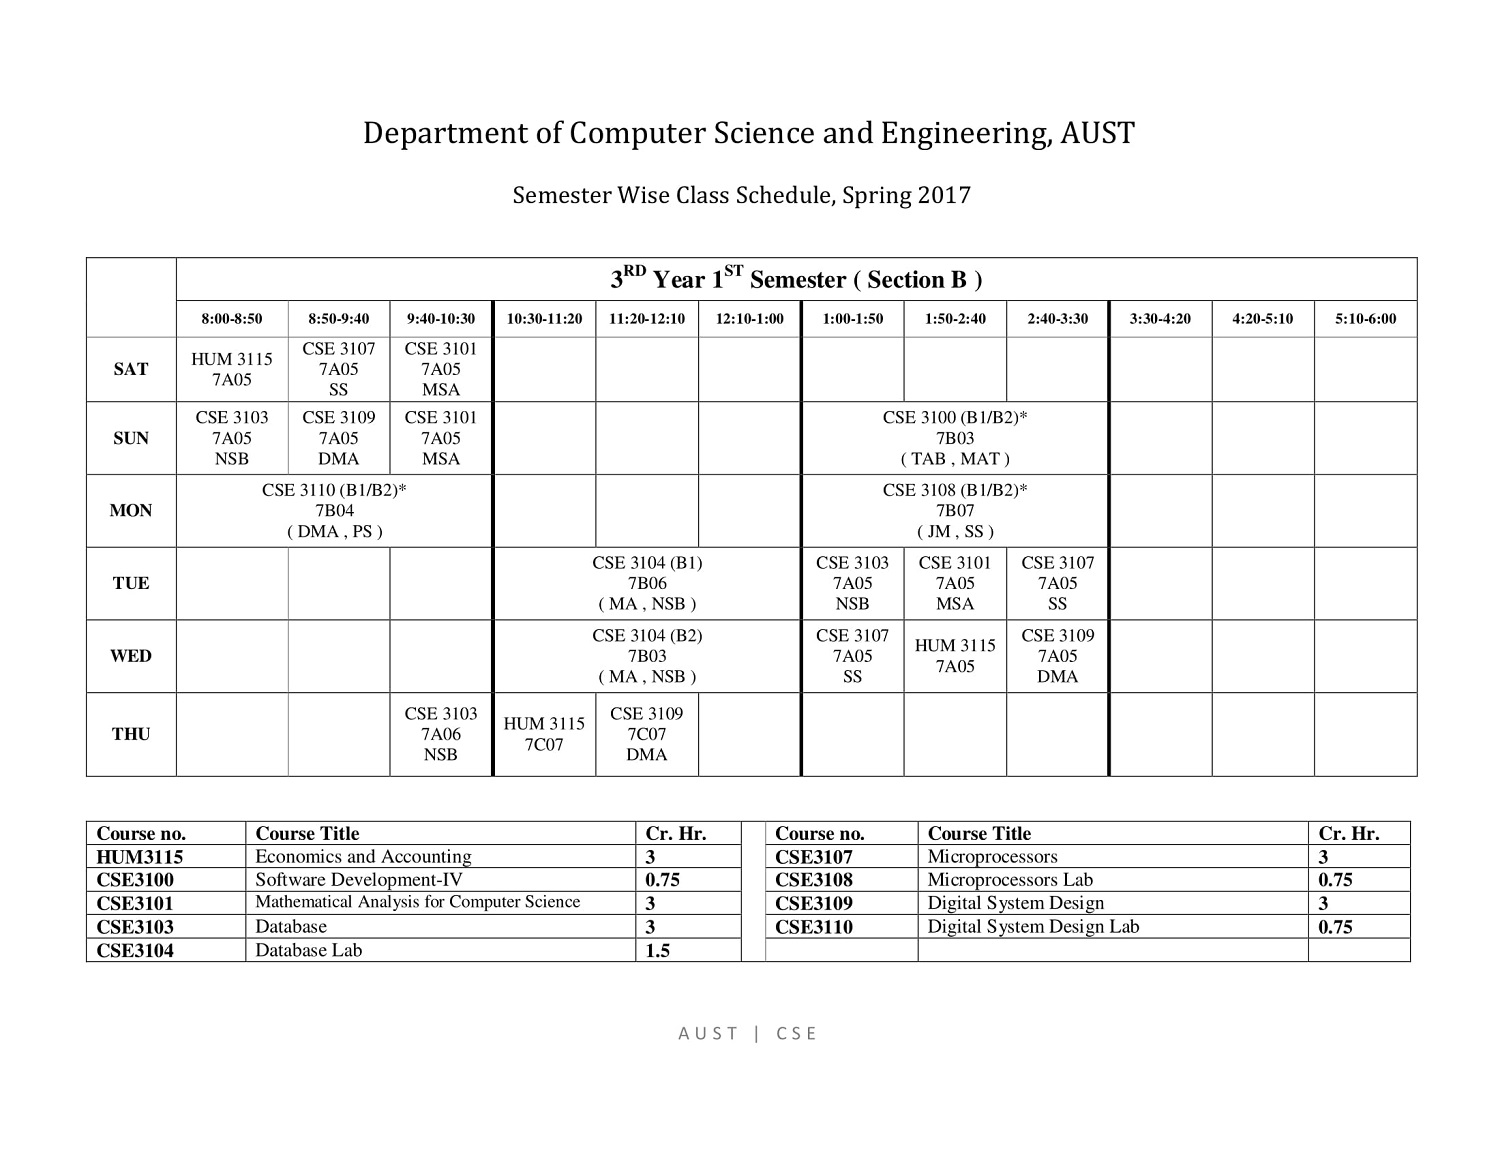 Department of Computer Science and Engineering, AUST
Semester Wise Class Schedule, Spring 2017
3RD Year 1ST Semester ( Section B )
8:00-8:50 8:50-9:40 9:40-10:30 10:30-11:20 11:20-12:10 12:10-1:00 1:00-1:50 1:50-2:40 2:40-3:30 3:30-4:20 4:20-5:10 5:10-6:00
SAT
HUM 3115
7A05
CSE 3107
7A05
SS
CSE 3101
7A05
MSA
SUN
CSE 3103
7A05
NSB
CSE 3109
7A05
DMA
CSE 3101
7A05
MSA
CSE 3100 (B1/B2)*
7B03
( TAB , MAT )
MON
CSE 3110 (B1/B2)*
7B04
( DMA , PS )
CSE 3108 (B1/B2)*
7B07
( JM , SS )
TUE
CSE 3104 (B1)
7B06
( MA , NSB )
CSE 3103
7A05
NSB
CSE 3101
7A05
MSA
CSE 3107
7A05
SS
WED
CSE 3104 (B2)
7B03
( MA , NSB )
CSE 3107
7A05
SS
HUM 3115
7A05
CSE 3109
7A05
DMA
THU
CSE 3103
7A06
NSB
HUM 3115
7C07
CSE 3109
7C07
DMA
Course no. Course Title Cr. Hr. Course no. Course Title Cr. Hr.
HUM3115 Economics and Accounting 3 CSE3107 Microprocessors 3
CSE3100 Software Development-IV 0.75 CSE3108 Microprocessors Lab 0.75
CSE3101 Mathematical Analysis for Computer Science 3 CSE3109 Digital System Design 3
CSE3103 Database 3 CSE3110 Digital System Design Lab 0.75
CSE3104 Database Lab 1.5
AUST | CSE